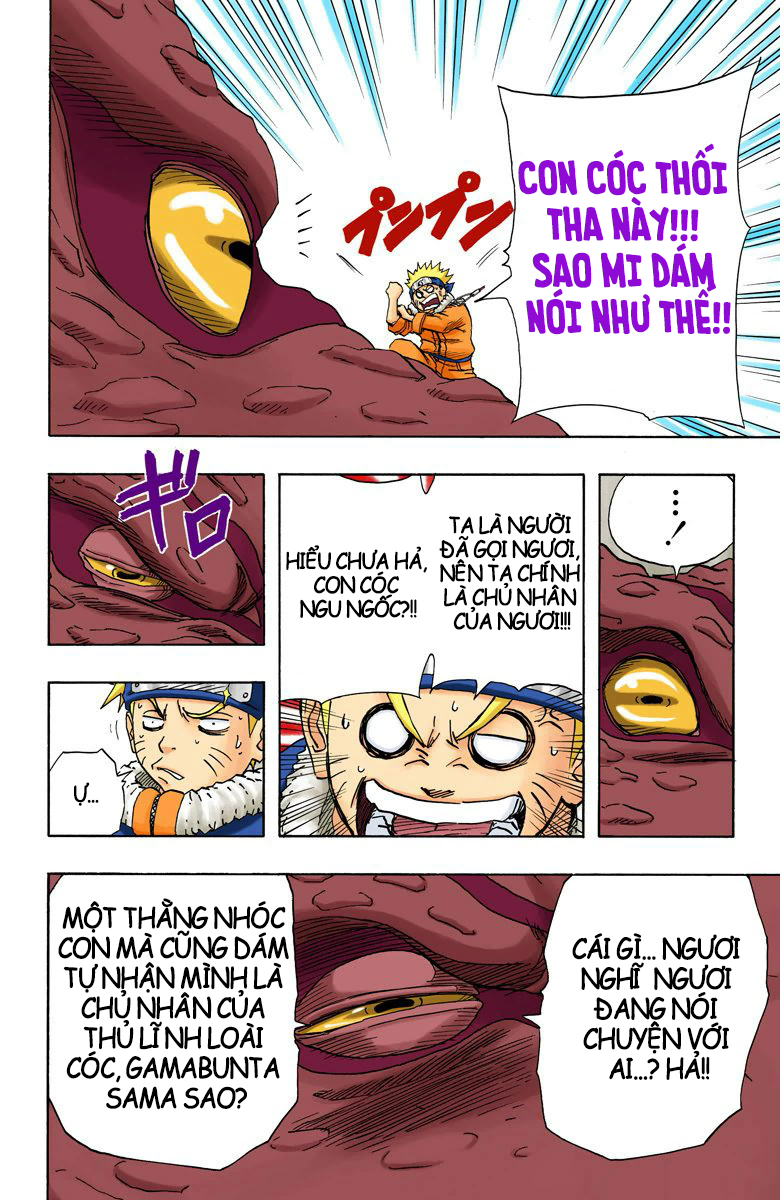 CON CÓC THỐI
THA NÀY!!!
SAO MI DÁM
NÓI NHƯ THẾ!!
プンプン
...!
TA LÀ NGƯỜI
ĐÃ GỌI NGƯƠI,
NÊN TA CHÍNH
LÀ CHỦ NHÂN
CỦA NGƯƠI!!!
HIỂU CHƯA HẢ,
CON CÓC
NGU NGỐC?!!
ギロ
Ự...
CÁI GÌ... NGƯƠI
NGHĨ NGƯƠI
ĐANG NÓI
CHUYỆN VỚI
AI...? HẢ!!
MỘT THẰNG NHÓC
CON MÀ CŨNG DÁM
TỰ NHẬN MÌNH LÀ
CHỦ NHÂN CỦA
THỦ LĨNH LOÀI
CÓC, GAMABUNTA
SAMA SAO?